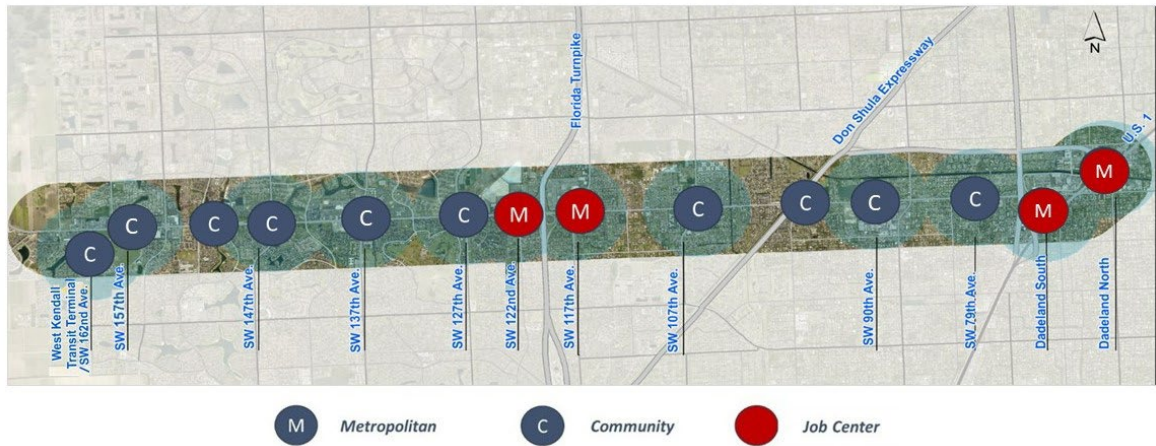 N
Florida Turnpike
Don Shula Expressway
U.S. 1
C
C
C
C
C
C
M
M
C
C
C
C
M
M
West Kendall
Transit Terminal
/SW 162nd Ave.
SW 157th Ave.
SW 147th Ave.
SW 137th Ave.
SW 127th Ave.
SW 122nd Ave.
SW 117th Ave.
SW 107th Ave.
SW 90th Ave.
SW 79th Ave.
Dadeland South
Dadeland North
M Metropolitan
C Community
Job Center